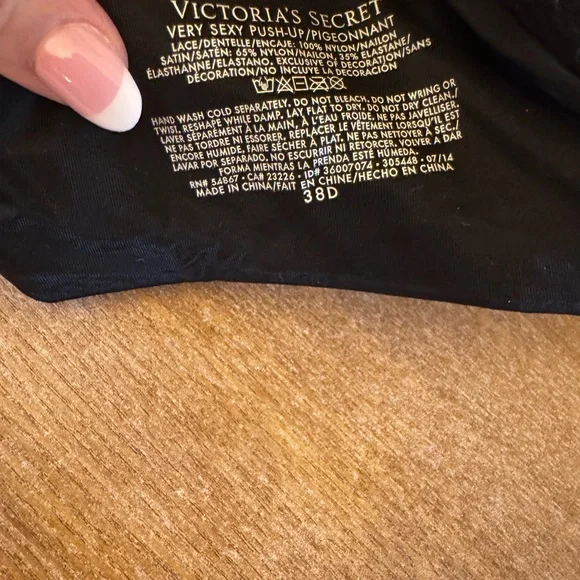 VICTORIA'S SECRET
VERY SEXY PUSH-UP/PIGEONNANT
LACE/DENTELLE/ENCAJE: 100% NYLON/NAILON
SATIN/SATÉN: 65% NYLON/NAILON, 35% ELASTANE/
ÉLASTHANNE/ELASTANO. EXCLUSIVE OF DECORATION/SANS
DÉCORATION/NO INCLUYE LA DECORACIÓN
HAND WASH COLD SEPARATELY. DO NOT BLEACH. DO NOT WRING OR
TWIST. RESHAPE WHILE DAMP. LAY FLAT TO DRY. DO NOT DRY CLEAN./
LAVER SÉPARÉMENT À LA MAIN, À L'EAU FROIDE. NE PAS JAVELLISER.
NE PAS TORDRE NI ESSORER. REPLACER LE VÊTEMENT LORSQU'IL EST
ENCORE HUMIDE. FAIRE SÉCHER À PLAT. NE PAS NETTOYER À SEC./
LAVAR POR SEPARADO. NO ESCURRIR NI RETORCER. VOLVER A DAR
FORMA MIENTRAS LA PRENDA ESTÉ HÚMEDA.
RN# 54867 • CA# 23226 • ID# 36007074 • 305448 • 07/14
MADE IN CHINA/FAIT EN CHINE/HECHO EN CHINA
38D